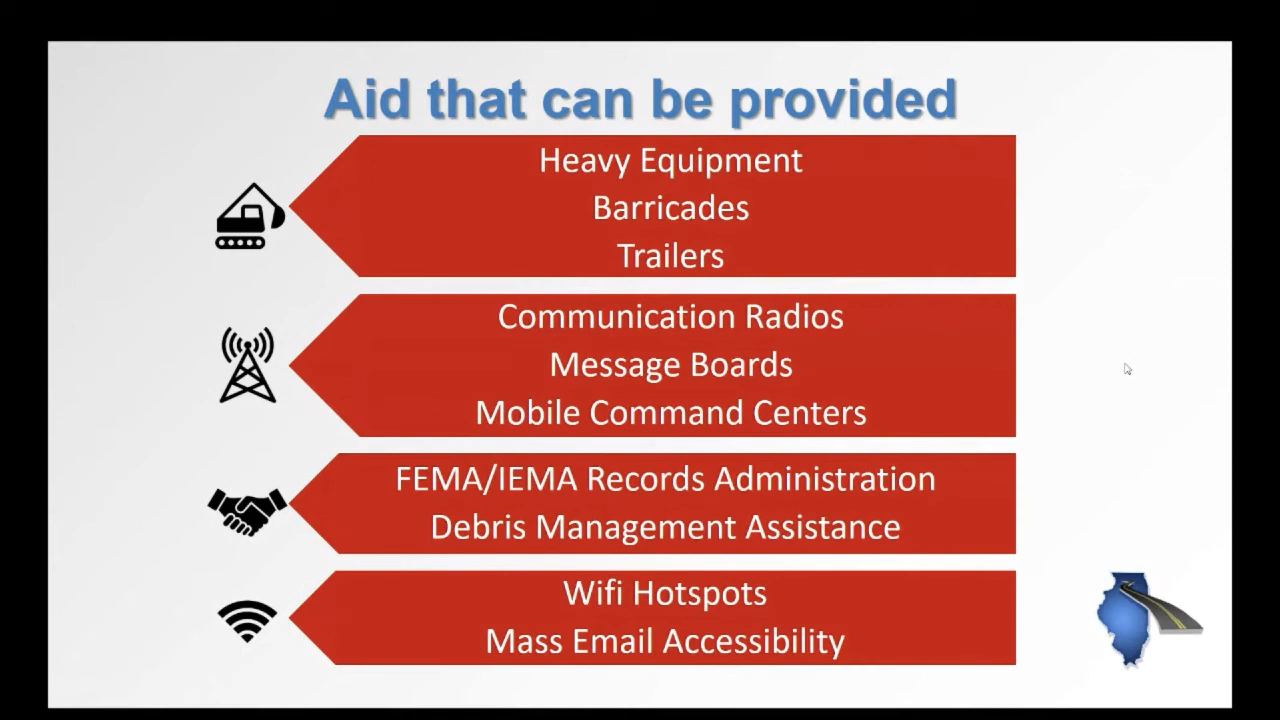 Aid that can be provided
Heavy Equipment
Barricades
Trailers
Communication Radios
Message Boards
Mobile Command Centers
FEMA/IEMA Records Administration
Debris Management Assistance
Wifi Hotspots
Mass Email Accessibility